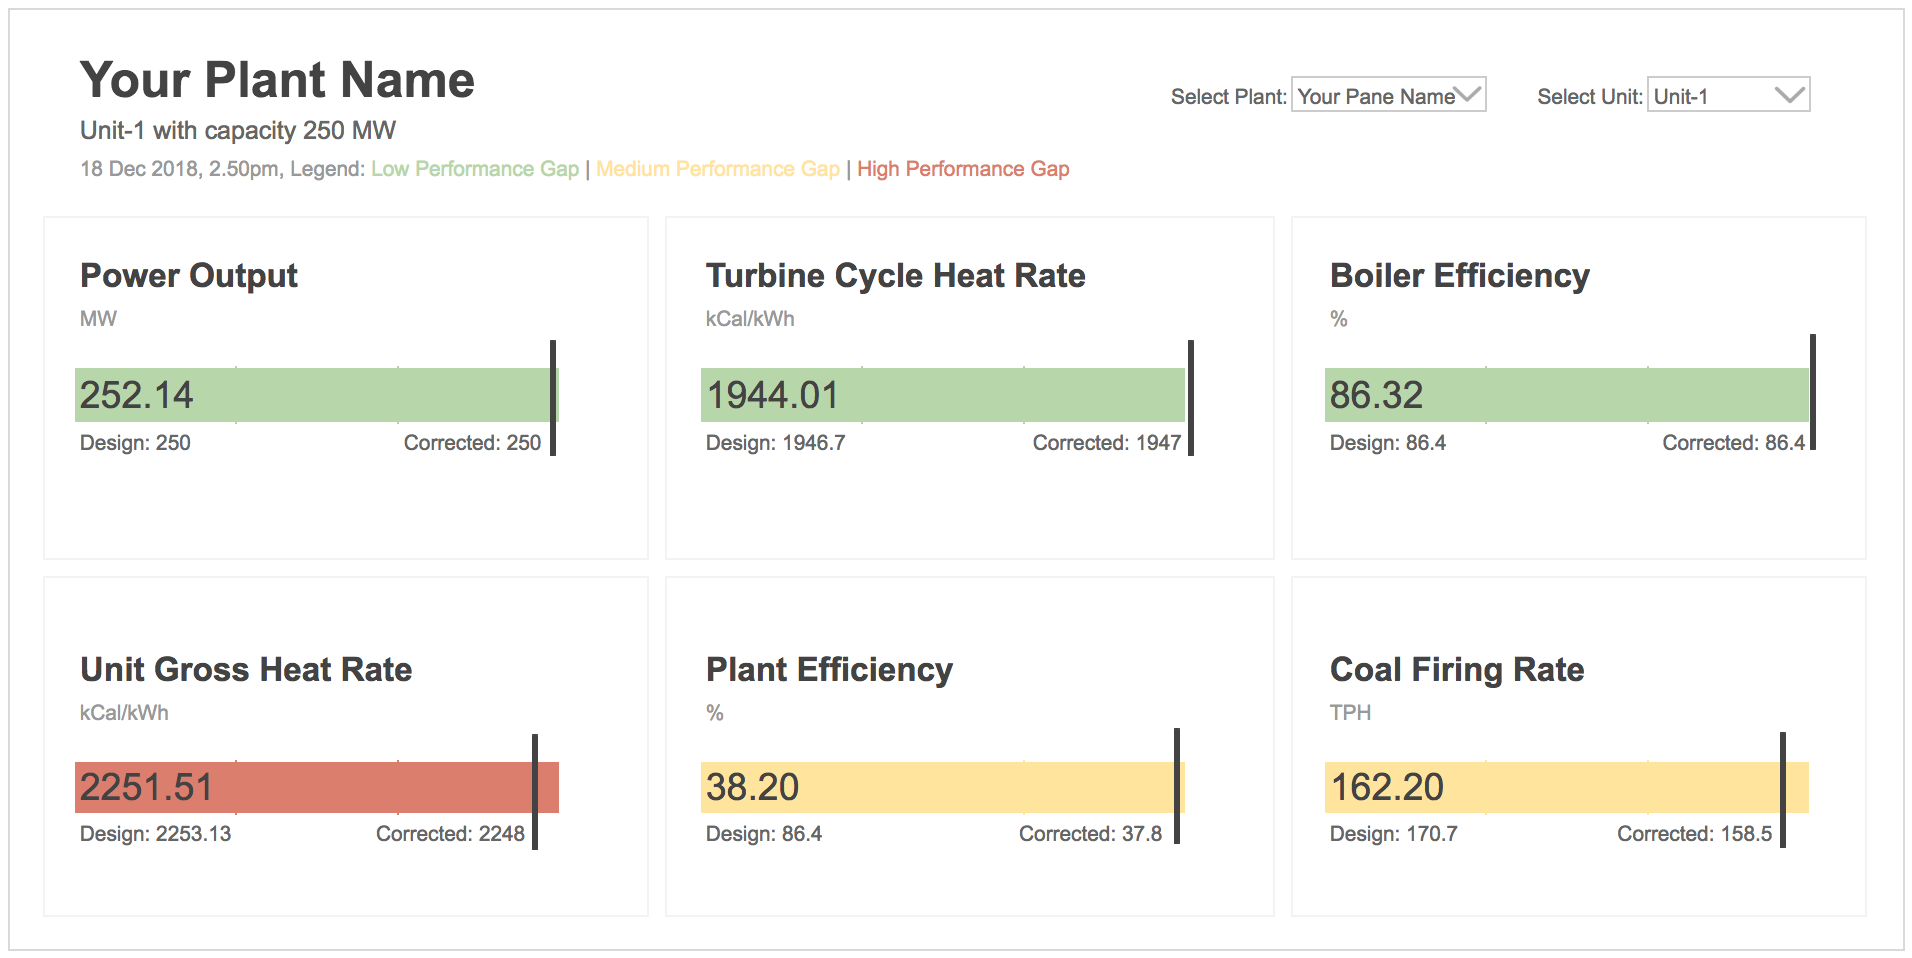 Your Plant Name
Select Plant: Your Pane Name Select Unit: Unit-1
Unit-1 with capacity 250 MW
18 Dec 2018, 2.50pm, Legend: Low Performance Gap | Medium Performance Gap | High Performance Gap
Power Output
MW
252.14
Design: 250 Corrected: 250
Turbine Cycle Heat Rate
kCal/kWh
1944.01
Design: 1946.7 Corrected: 1947
Boiler Efficiency
%
86.32
Design: 86.4 Corrected: 86.4
Unit Gross Heat Rate
kCal/kWh
2251.51
Design: 2253.13 Corrected: 2248
Plant Efficiency
%
38.20
Design: 86.4 Corrected: 37.8
Coal Firing Rate
TPH
162.20
Design: 170.7 Corrected: 158.5